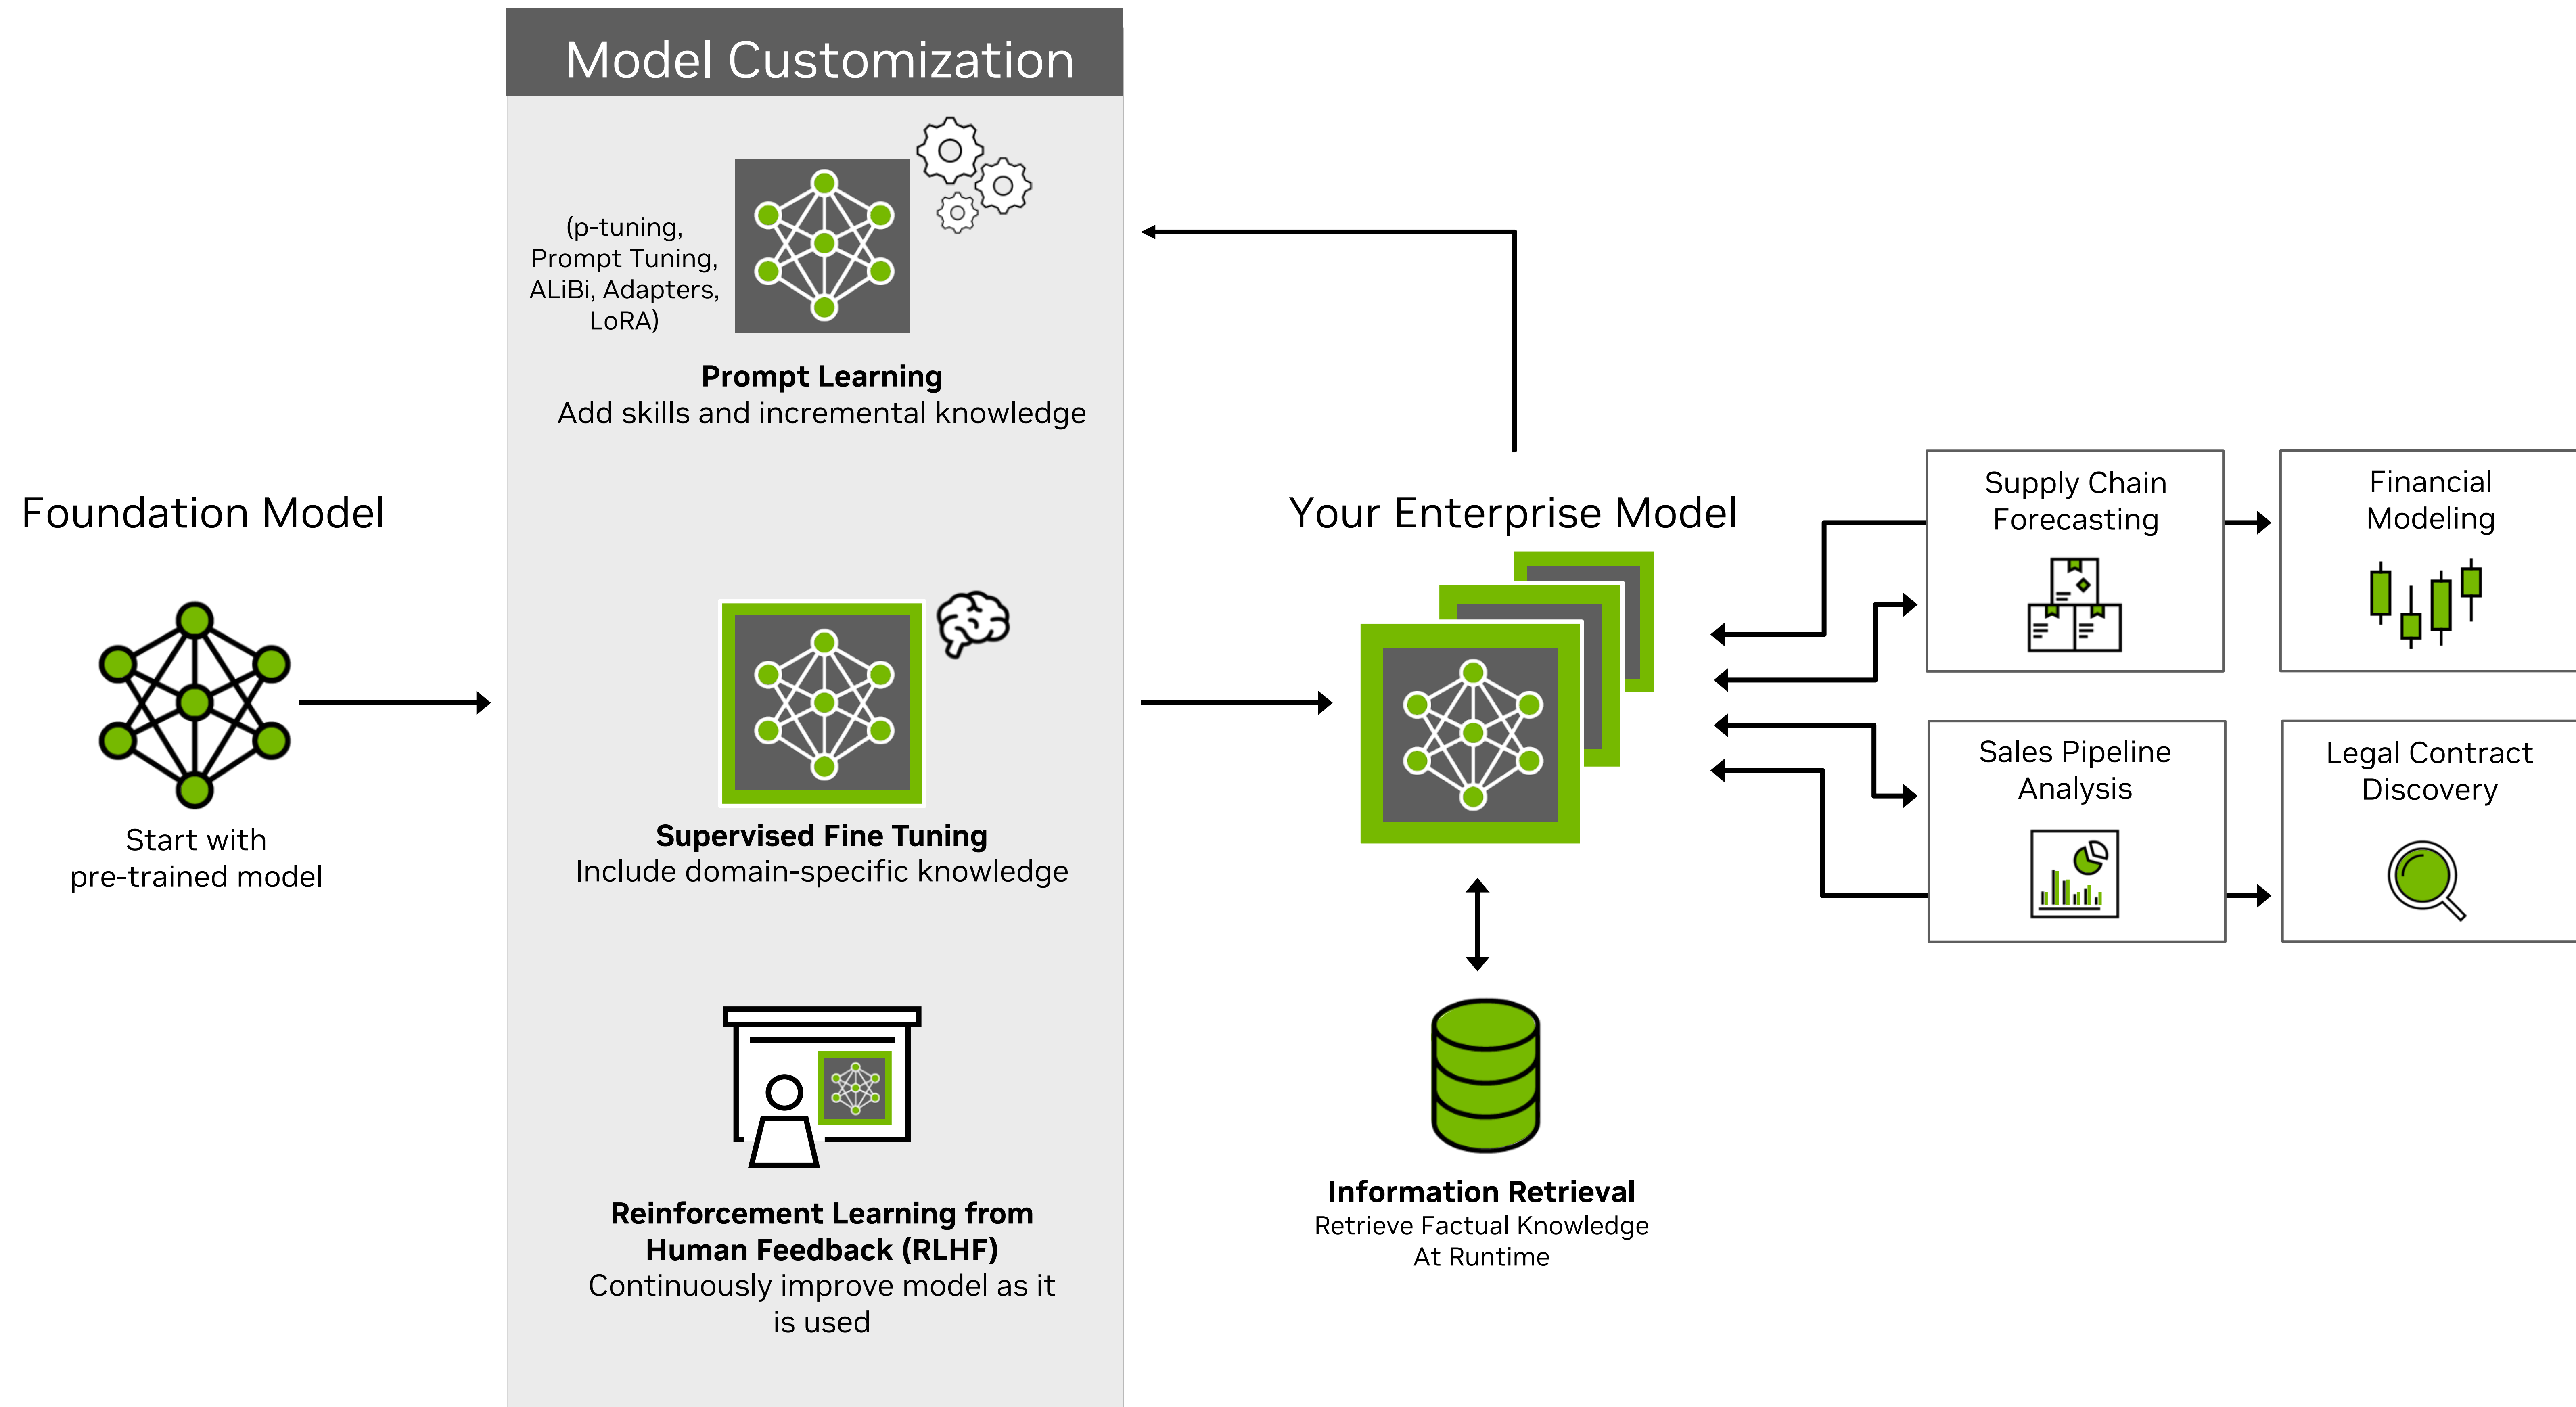 Model Customization
(p-tuning,
Prompt Tuning,
ALiBi, Adapters,
LoRA)
Prompt Learning
Add skills and incremental knowledge
Foundation Model
Start with
pre-trained model
Supervised Fine Tuning
Include domain-specific knowledge
Reinforcement Learning from
Human Feedback (RLHF)
Continuously improve model as it
is used
Your Enterprise Model
Information Retrieval
Retrieve Factual Knowledge
At Runtime
Supply Chain
Forecasting
Financial
Modeling
Sales Pipeline
Analysis
Legal Contract
Discovery